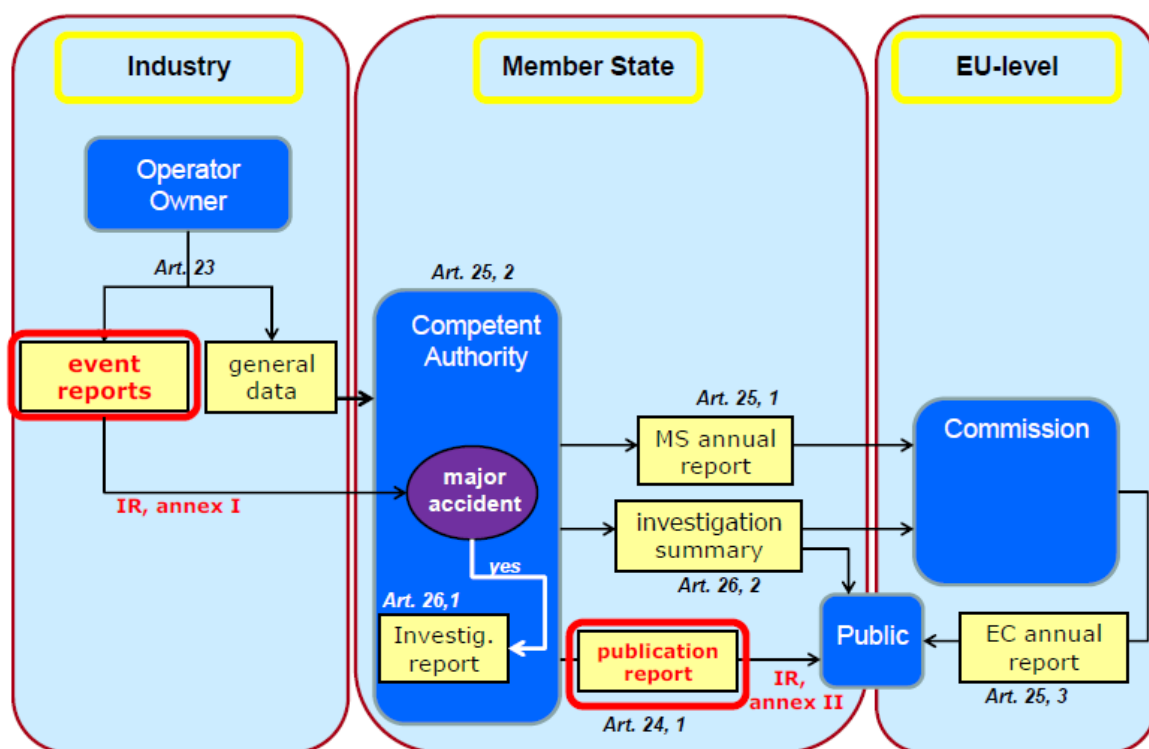 Industry
Member State
EU-level
Operator
Owner
Art. 23
event
reports
general
data
IR, annex I
Art. 25, 2
Competent
Authority
major
accident
yes
Art. 26,1
Investig.
report
Art. 25, 1
MS annual
report
investigation
summary
Art. 26, 2
publication
report
IR,
annex II
Art. 24, 1
Commission
Public
EC annual
report
Art. 25, 3